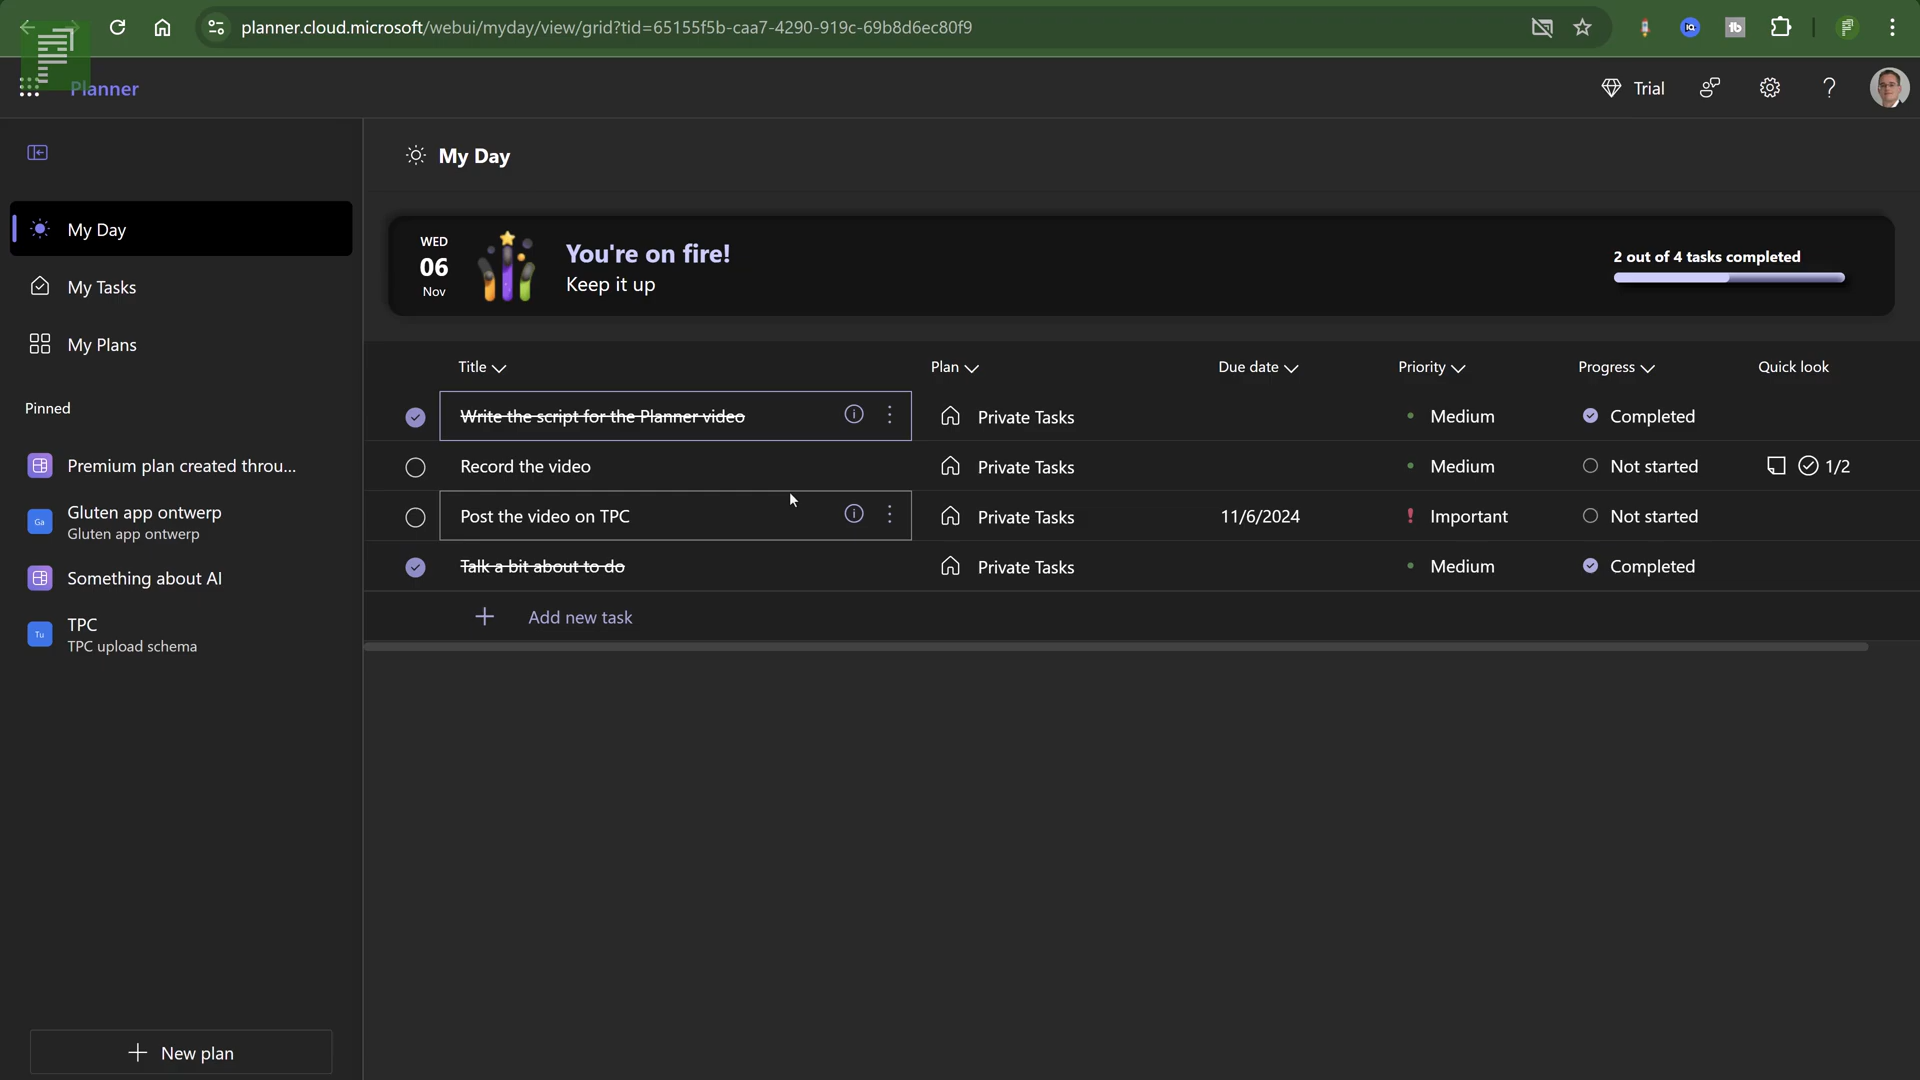 planner.cloud.microsoft/webui/myday/view/grid?tid=65155f5b-caa7-4290-919c-69b8d6ec80f9
Planner
Trial
My Day
My Tasks
My Plans
Pinned
Premium plan created throu...
Ga
Gluten app ontwerp
Gluten app ontwerp
Something about AI
Tu
TPC
TPC upload schema
New plan
My Day
WED
06
Nov
You're on fire!
Keep it up
2 out of 4 tasks completed
Title Plan Due date Priority Progress Quick look
Write the script for the Planner video Private Tasks Medium Completed
Record the video Private Tasks Medium Not started 1/2
Post the video on TPC Private Tasks 11/6/2024 Important Not started
Talk a bit about to do Private Tasks Medium Completed
Add new task